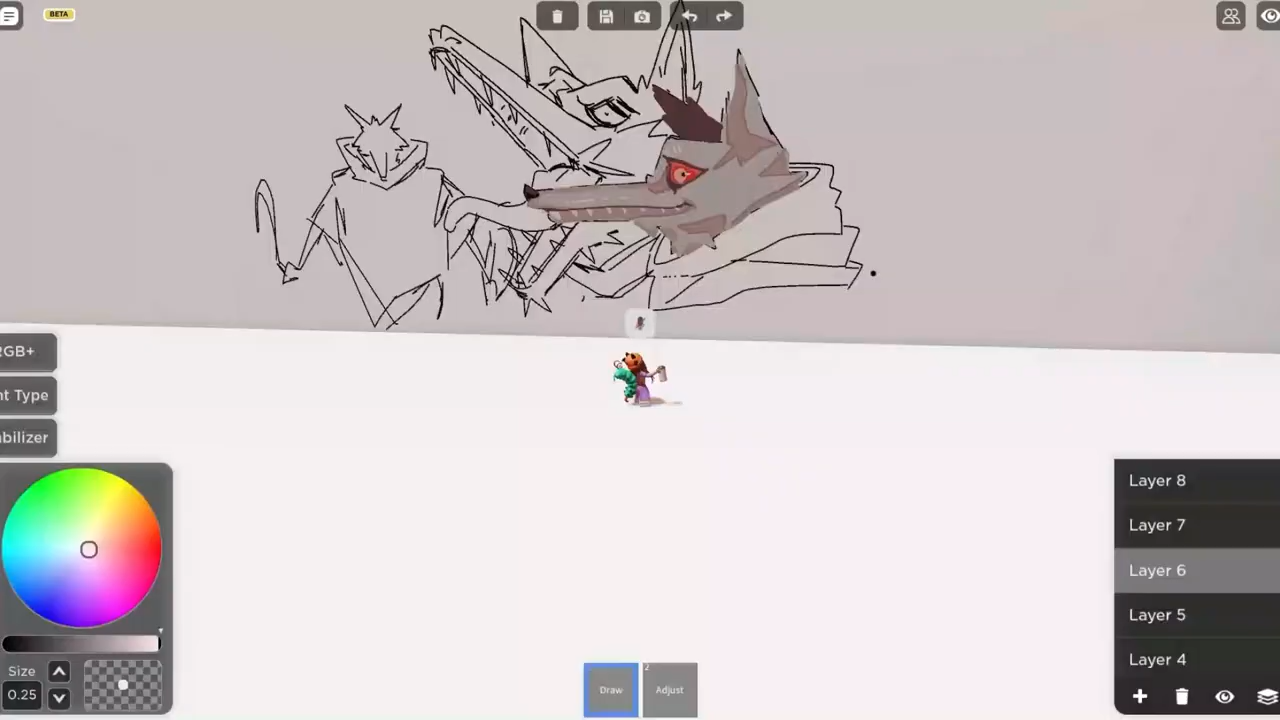 BETA
RGB+
nt Type
abilizer
Size
0.25
2
Draw
Adjust
Layer 8
Layer 7
Layer 6
Layer 5
Layer 4